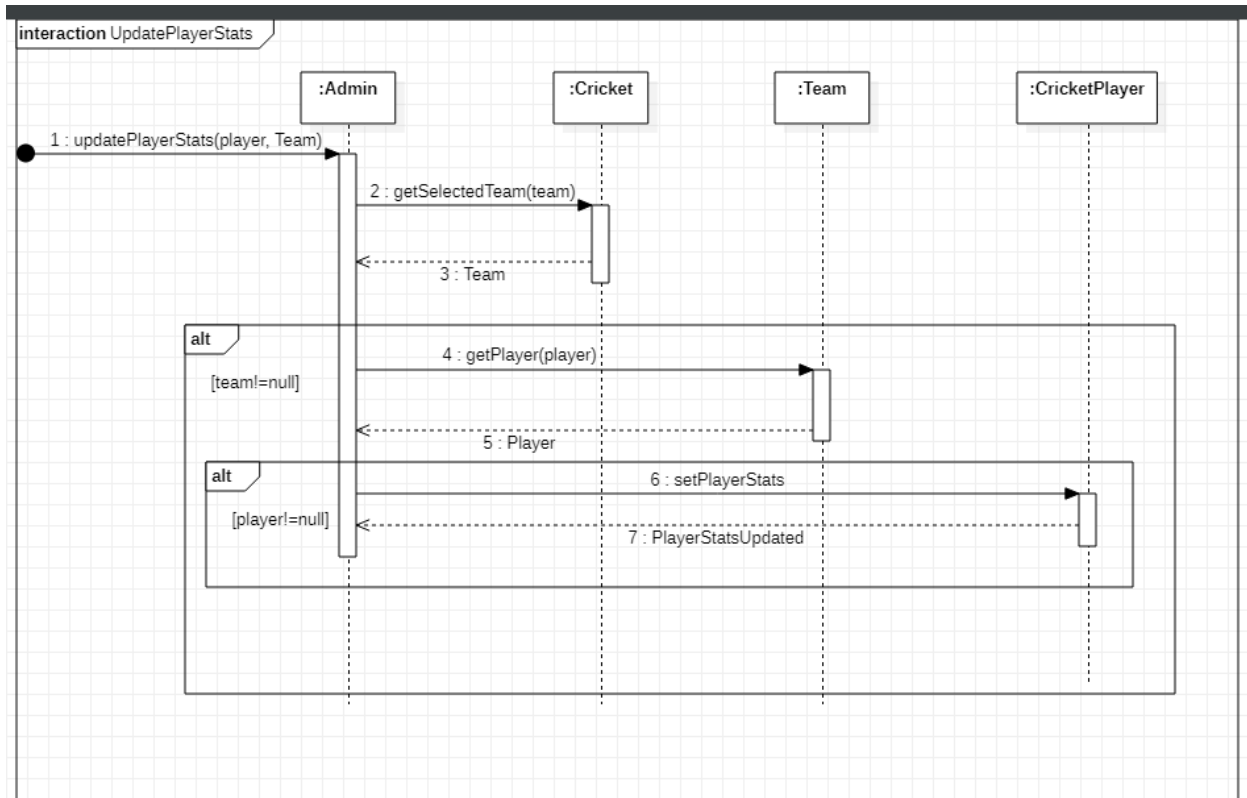 interaction UpdatePlayerStats
:Admin
:Cricket
:Team
:CricketPlayer
1 : updatePlayerStats(player, Team)
2 : getSelectedTeam(team)
3 : Team
alt
4 : getPlayer(player)
[team!=null]
5 : Player
alt
6 : setPlayerStats
[player!=null]
7 : PlayerStatsUpdated